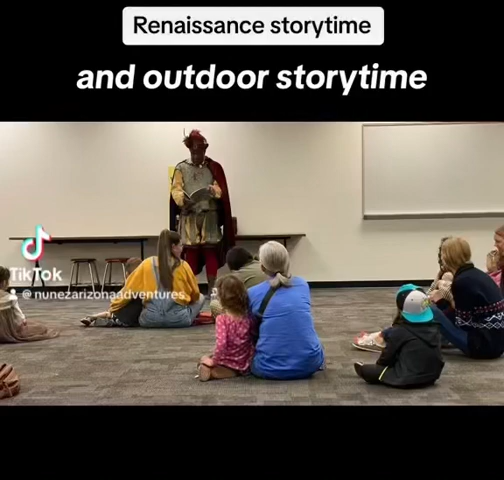 Renaissance storytime
and outdoor storytime
TikTok
@nunezarizonaadventures